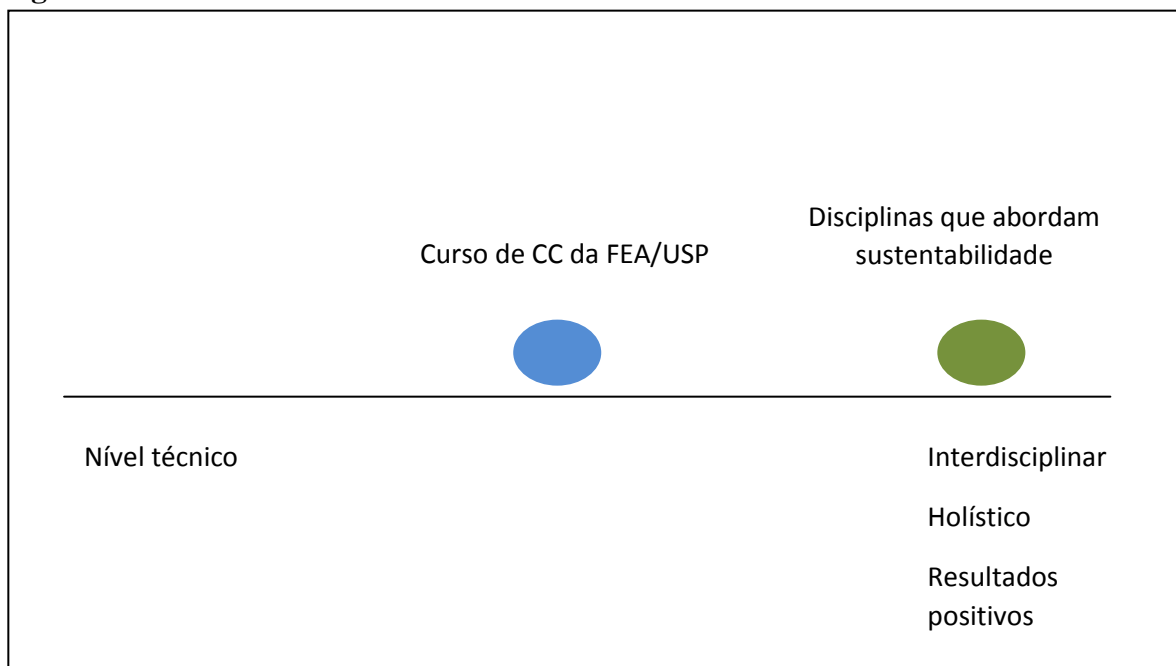 Disciplinas que abordam
sustentabilidade
Curso de CC da FEA/USP
Nível técnico
Interdisciplinar
Holístico
Resultados
positivos